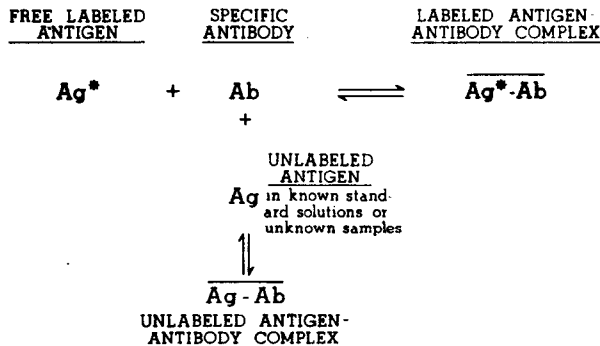 FREE LABELED ANTIGEN
SPECIFIC ANTIBODY
LABELED ANTIGEN-
ANTIBODY COMPLEX
Ag* + Ab ⇌ Ag*-Ab
+
UNLABELED
ANTIGEN
Ag in known stand-
ard solutions or
unknown samples
⇌
Ag - Ab
UNLABELED ANTIGEN-
ANTIBODY COMPLEX